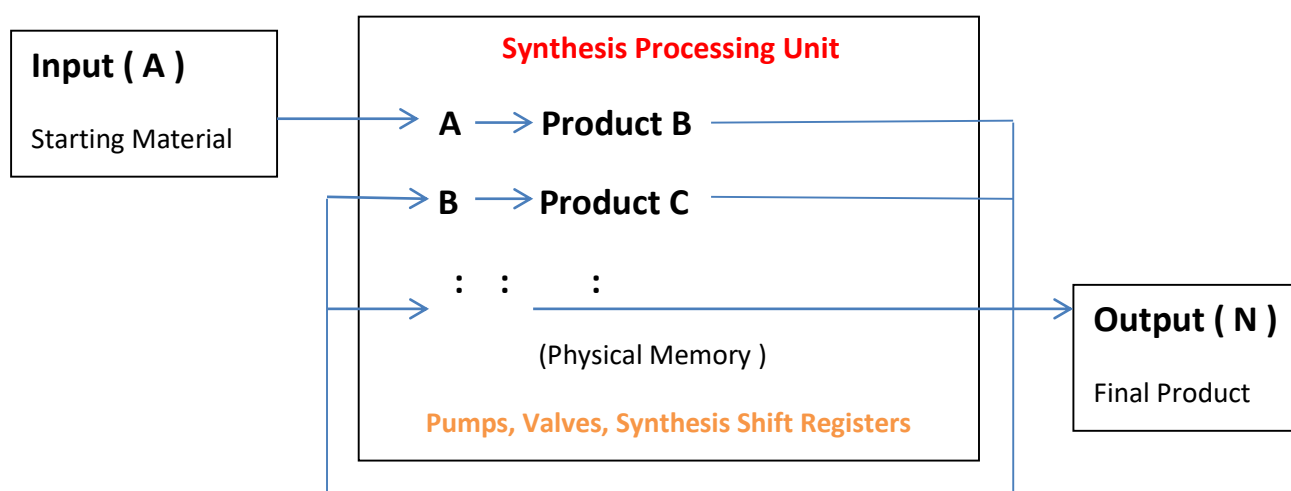 Synthesis Processing Unit
Input ( A )
Starting Material
A Product B
B Product C
: : :
Output ( N )
(Physical Memory )
Final Product
Pumps, Valves, Synthesis Shift Registers